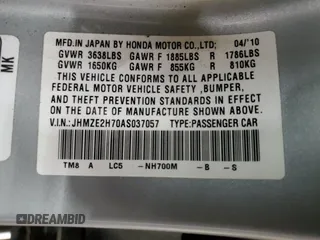 MFD. IN JAPAN BY HONDA MOTOR CO.,LTD; 04/'10
GVWR 3638LBS GAWR F 1885LBS R 1786LBS
GVWR 1650KG GAWR F 855KG R 810KG
THIS VEHICLE CONFORMS TO ALL APPLICABLE
FEDERAL MOTOR VEHICLE SAFETY ,BUMPER,
AND THEFT PREVENTION STANDARDS IN EFFECT
ON THE DATE OF MANUFACTURE SHOWN ABOVE.
V.I.N.: JHMZE2H70AS037057 TYPE:PASSENGER CAR
TM8 A LC5 -NH700M -B -S
MK
DREAMBID